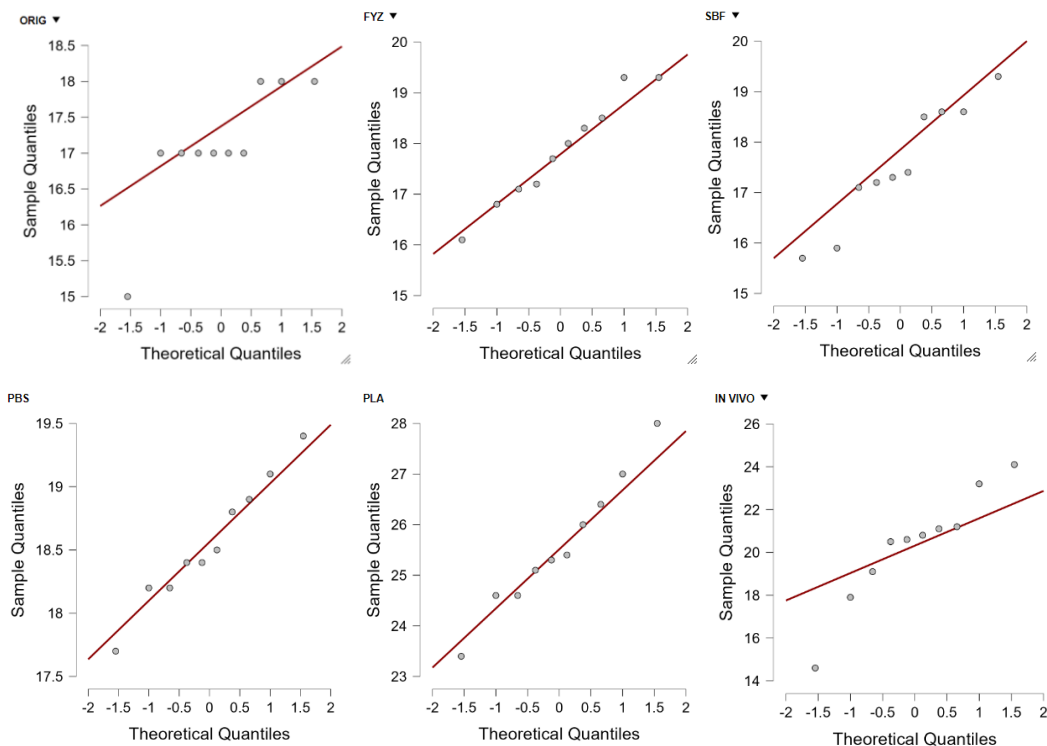 ORIG ▼
18.5
18
17.5
17
16.5
16
15.5
15
Sample Quantiles
-2 -1.5 -1 -0.5 0 0.5 1 1.5 2
Theoretical Quantiles
FYZ ▼
20
19
18
17
16
15
Sample Quantiles
-2 -1.5 -1 -0.5 0 0.5 1 1.5 2
Theoretical Quantiles
SBF ▼
20
19
18
17
16
15
Sample Quantiles
-2 -1.5 -1 -0.5 0 0.5 1 1.5 2
Theoretical Quantiles
PBS
19.5
19
18.5
18
17.5
Sample Quantiles
-2 -1.5 -1 -0.5 0 0.5 1 1.5 2
Theoretical Quantiles
PLA
28
27
26
25
24
23
Sample Quantiles
-2 -1.5 -1 -0.5 0 0.5 1 1.5 2
Theoretical Quantiles
IN VIVO ▼
26
24
22
20
18
16
14
Sample Quantiles
-2 -1.5 -1 -0.5 0 0.5 1 1.5 2
Theoretical Quantiles